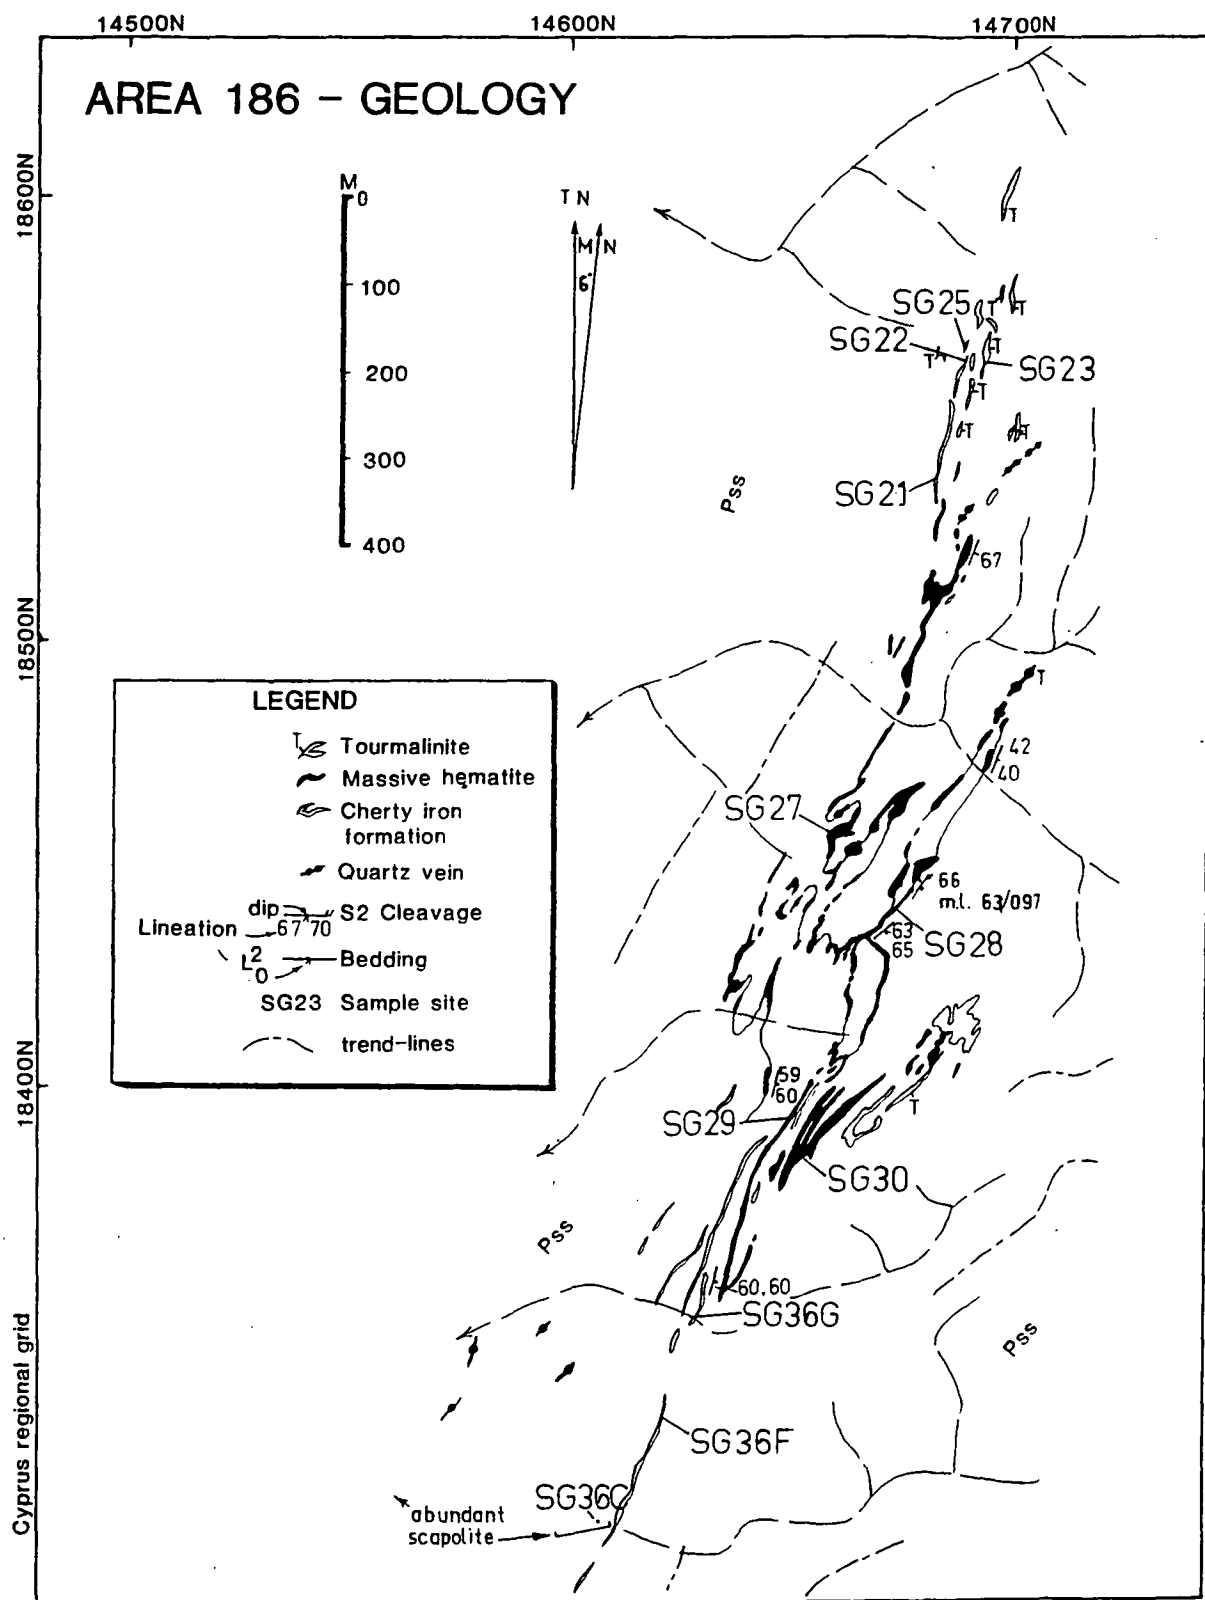 14500N
14600N
14700N
AREA 186 – GEOLOGY
18600N
M
0
100
200
300
400
T N
M N
6°
T
SG25
T
T
SG22
T
T
SG23
T
T
T
SG21
Pss
67
18500N
T
42
40
LEGEND
T Tourmalinite
Massive hematite
Cherty iron
formation
Quartz vein
dip S2 Cleavage
Lineation 67 70
L²₀ Bedding
SG23 Sample site
trend-lines
SG27
66
m.l. 63/097
63
65
SG28
18400N
59
60
SG29
T
SG30
Pss
60,60
SG36G
Pss
SG36F
SG36C
abundant
scapolite
Cyprus regional grid